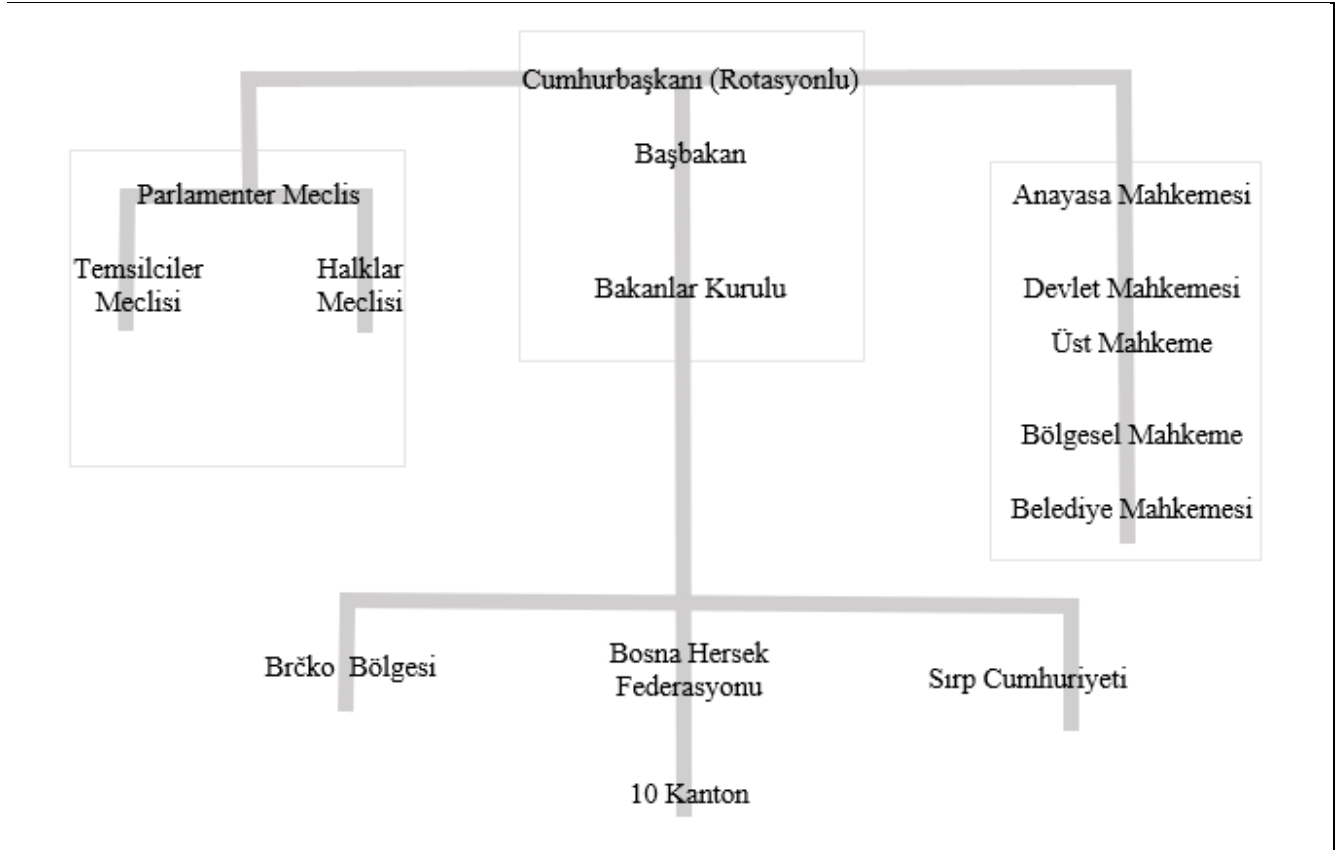 Cumhurbaşkanı (Rotasyonlu)
Başbakan
Bakanlar Kurulu
Parlamenter Meclis
Temsilciler
Meclisi
Halklar
Meclisi
Anayasa Mahkemesi
Devlet Mahkemesi
Üst Mahkeme
Bölgesel Mahkeme
Belediye Mahkemesi
Brčko Bölgesi
Bosna Hersek
Federasyonu
Sırp Cumhuriyeti
10 Kanton